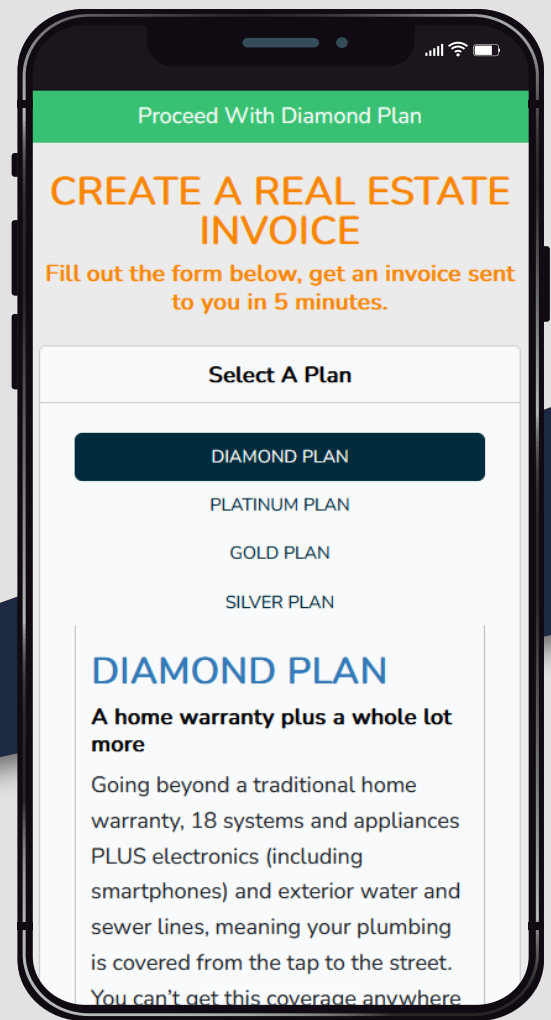 Proceed With Diamond Plan
CREATE A REAL ESTATE
INVOICE
Fill out the form below, get an invoice sent
to you in 5 minutes.
Select A Plan
DIAMOND PLAN
PLATINUM PLAN
GOLD PLAN
SILVER PLAN
DIAMOND PLAN
A home warranty plus a whole lot
more
Going beyond a traditional home
warranty, 18 systems and appliances
PLUS electronics (including
smartphones) and exterior water and
sewer lines, meaning your plumbing
is covered from the tap to the street.
You can't get this coverage anywhere